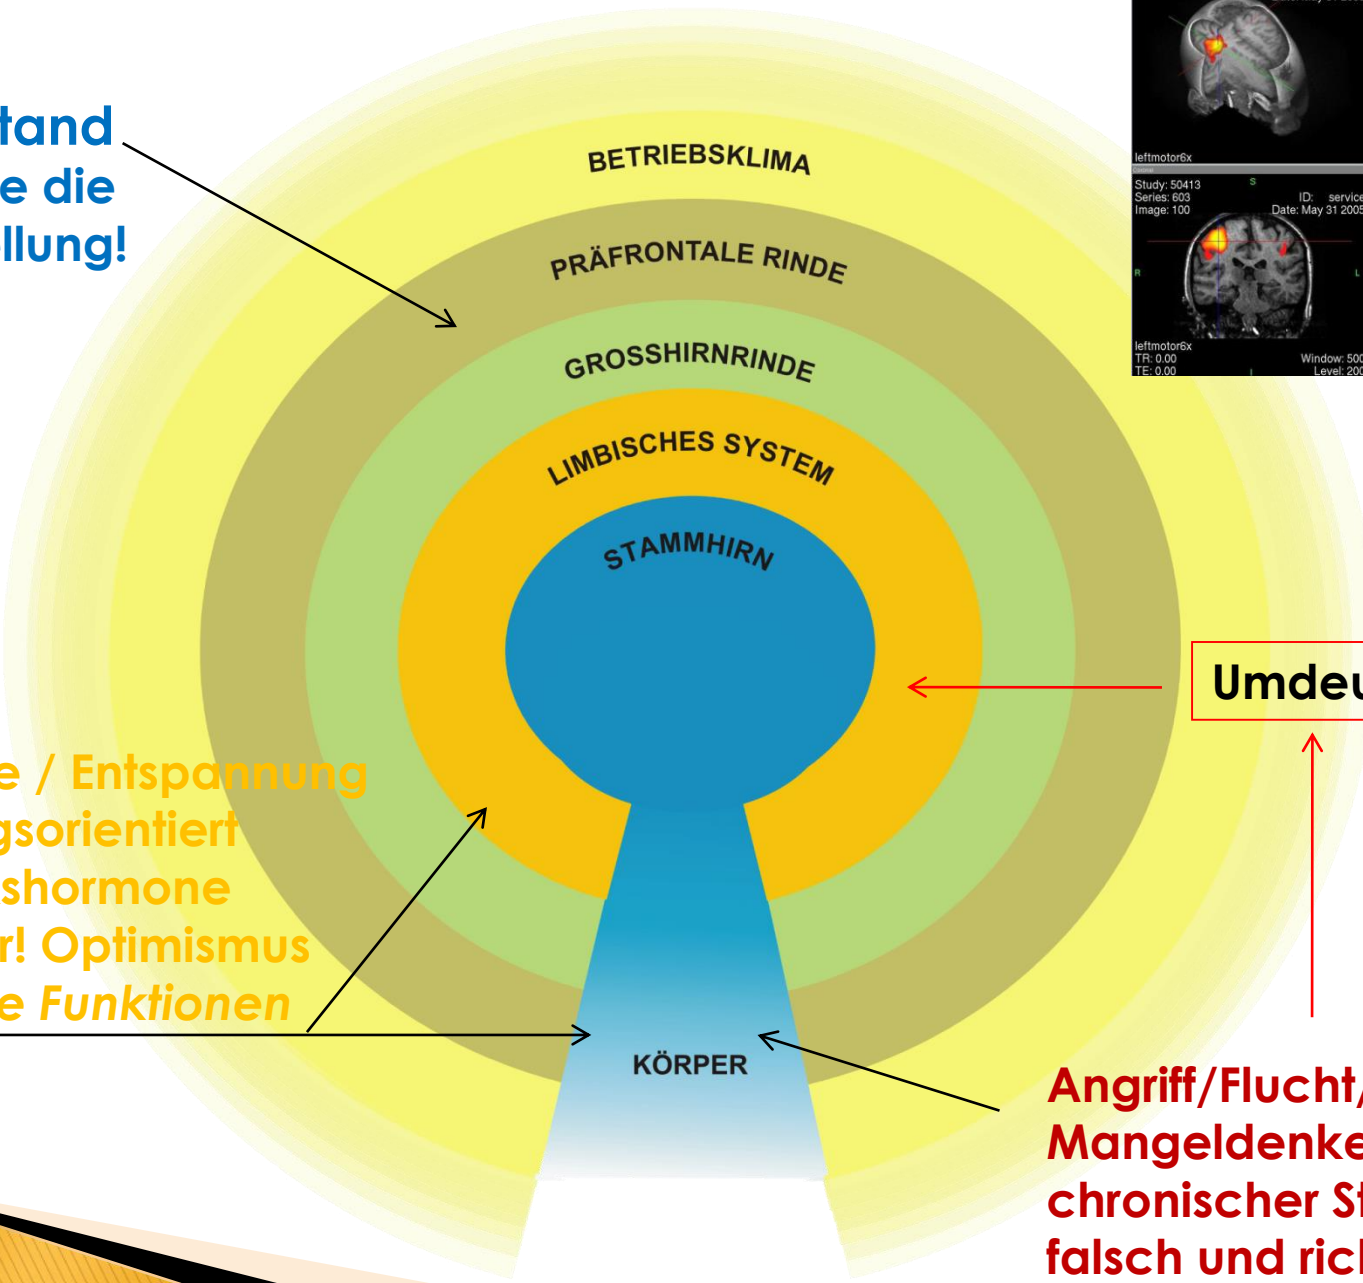 leftmotor6x
Study: 50413
Series: 603
Image: 100
S
ID: service
Date: May 31 2005
R
L
leftmotor6x
TR: 0.00
TE: 0.00
Window: 500
Level: 200
I
tand
e die
llung!
BETRIEBSKLIMA
PRÄFRONTALE RINDE
GROSSHIRNRINDE
LIMBISCHES SYSTEM
STAMMHIRN
Umdeu
e / Entspannung
gsorientiert
shormone
r! Optimismus
e Funktionen
KÖRPER
Angriff/Flucht/
Mangeldenke
chronischer St
falsch und rich